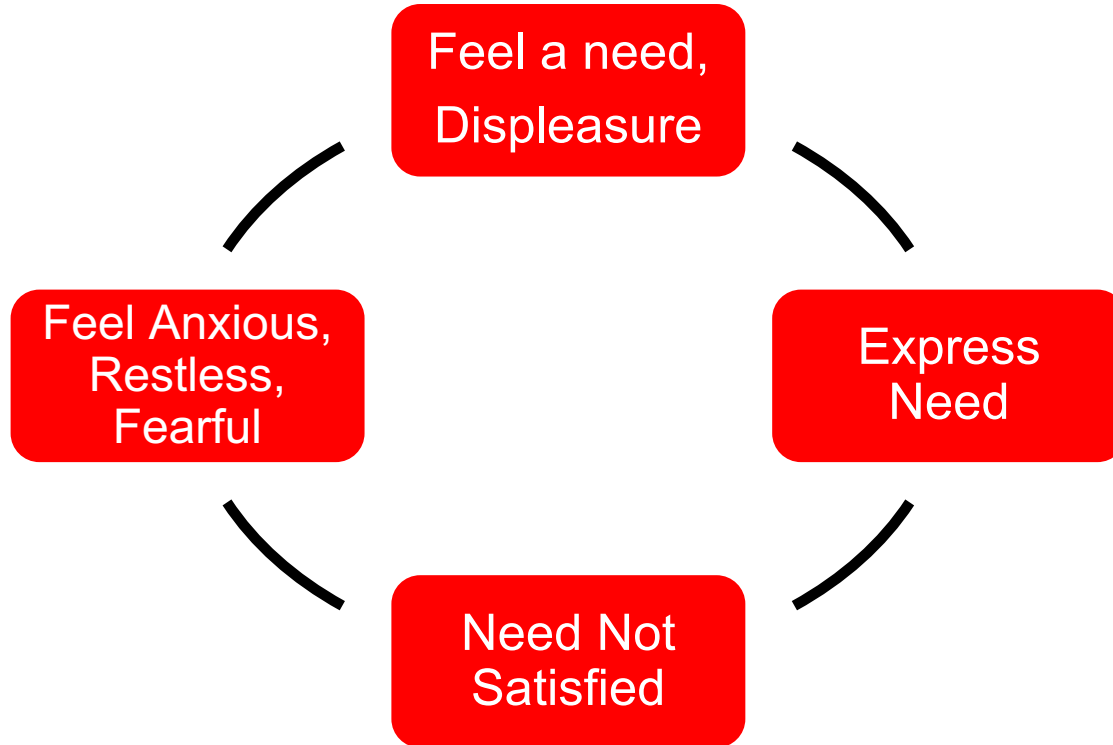 Feel a need,
Displeasure
Express
Need
Need Not
Satisfied
Feel Anxious,
Restless,
Fearful